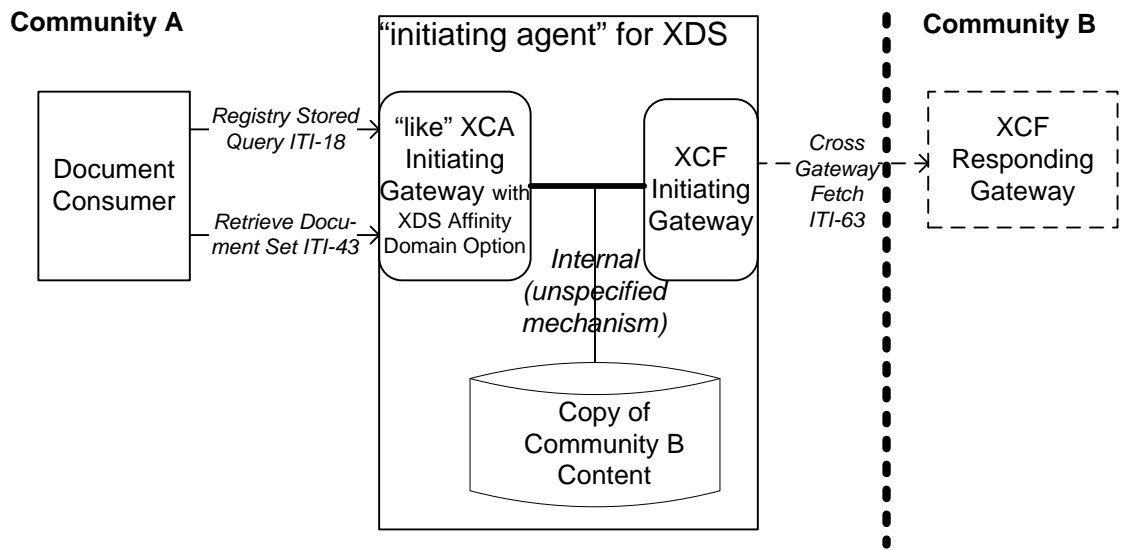 Community A
“initiating agent” for XDS
Community B
Document
Consumer
Registry Stored
Query ITI-18
Retrieve Docu-
ment Set ITI-43
“like” XCA
Initiating
Gateway with
XDS Affinity
Domain Option
XCF
Initiating
Gateway
Cross
Gateway
Fetch
ITI-63
XCF
Responding
Gateway
Internal
(unspecified
mechanism)
Copy of
Community B
Content